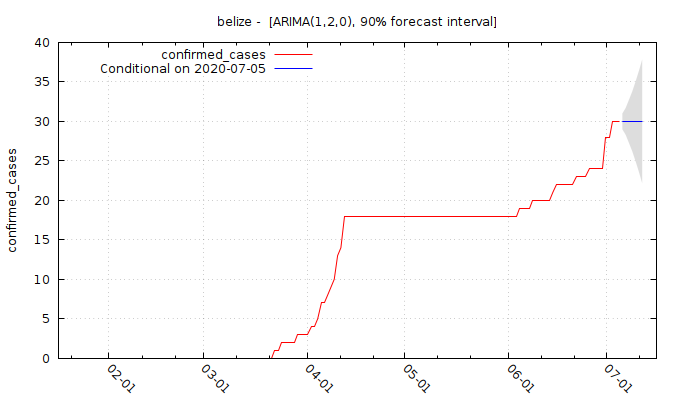 belize -  [ARIMA(1,2,0), 90% forecast interval]
confirmed_cases
Conditional on 2020-07-05
confirmed_cases
40
35
30
25
20
15
10
5
0
02-01 03-01 04-01 05-01 06-01 07-01